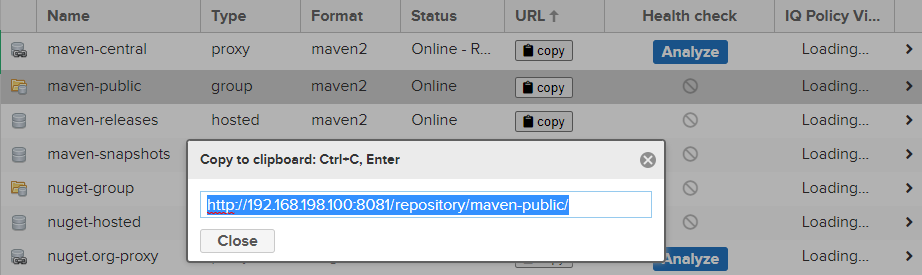 Name Type Format Status URL Health check IQ Policy Vi...
maven-central proxy maven2 Online - R... copy Analyze Loading...
maven-public group maven2 Online copy Loading...
maven-releases hosted maven2 Online copy Loading...
maven-snapshots Loading...
Copy to clipboard: Ctrl+C, Enter
nuget-group Loading...
http://192.168.198.100:8081/repository/maven-public/
nuget-hosted Loading...
Close
nuget.org-proxy Analyze Loading...